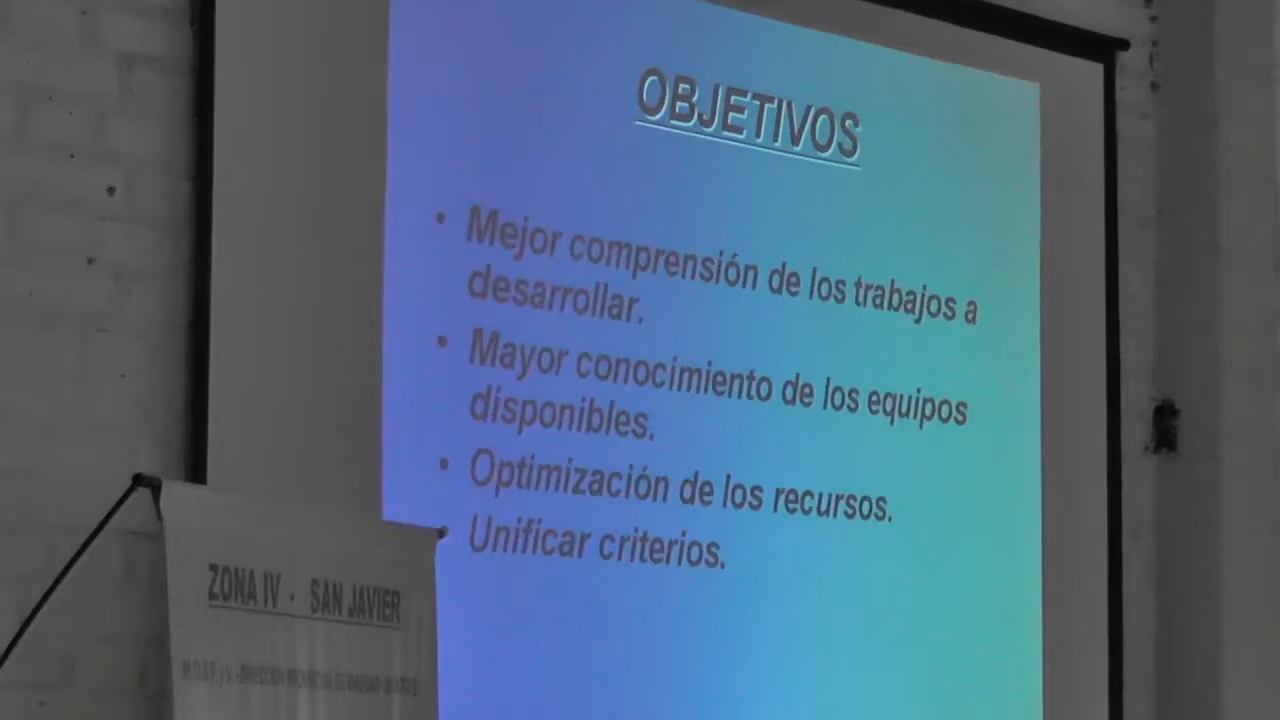 OBJETIVOS
• Mejor comprensión de los trabajos a
desarrollar.
• Mayor conocimiento de los equipos
disponibles.
• Optimización de los recursos.
• Unificar criterios.
ZONA IV - SAN JAVIER